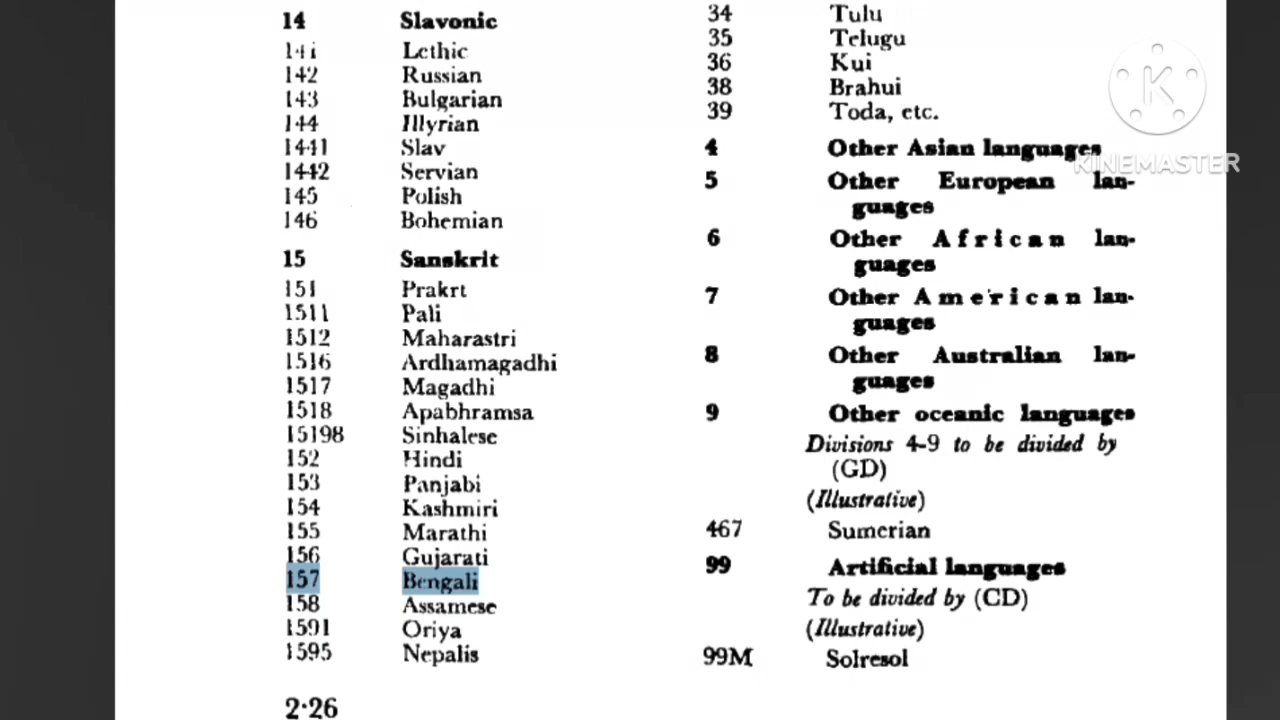 14 Slavonic
141 Lethic
142 Russian
143 Bulgarian
144 Illyrian
1441 Slav
1442 Servian
145 Polish
146 Bohemian
15 Sanskrit
151 Prakrt
1511 Pali
1512 Maharastri
1516 Ardhamagadhi
1517 Magadhi
1518 Apabhramsa
15198 Sinhalese
152 Hindi
153 Panjabi
154 Kashmiri
155 Marathi
156 Gujarati
157 Bengali
158 Assamese
1591 Oriya
1595 Nepalis
2·26
34 Tulu
35 Telugu
36 Kui
38 Brahui
39 Toda, etc.
4 Other Asian languages
5 Other European lan-
guages
6 Other African lan-
guages
7 Other American lan-
guages
8 Other Australian lan-
guages
9 Other oceanic languages
Divisions 4-9 to be divided by
(GD)
(Illustrative)
467 Sumerian
99 Artificial languages
To be divided by (CD)
(Illustrative)
99M Solresol
K
KINEMASTER